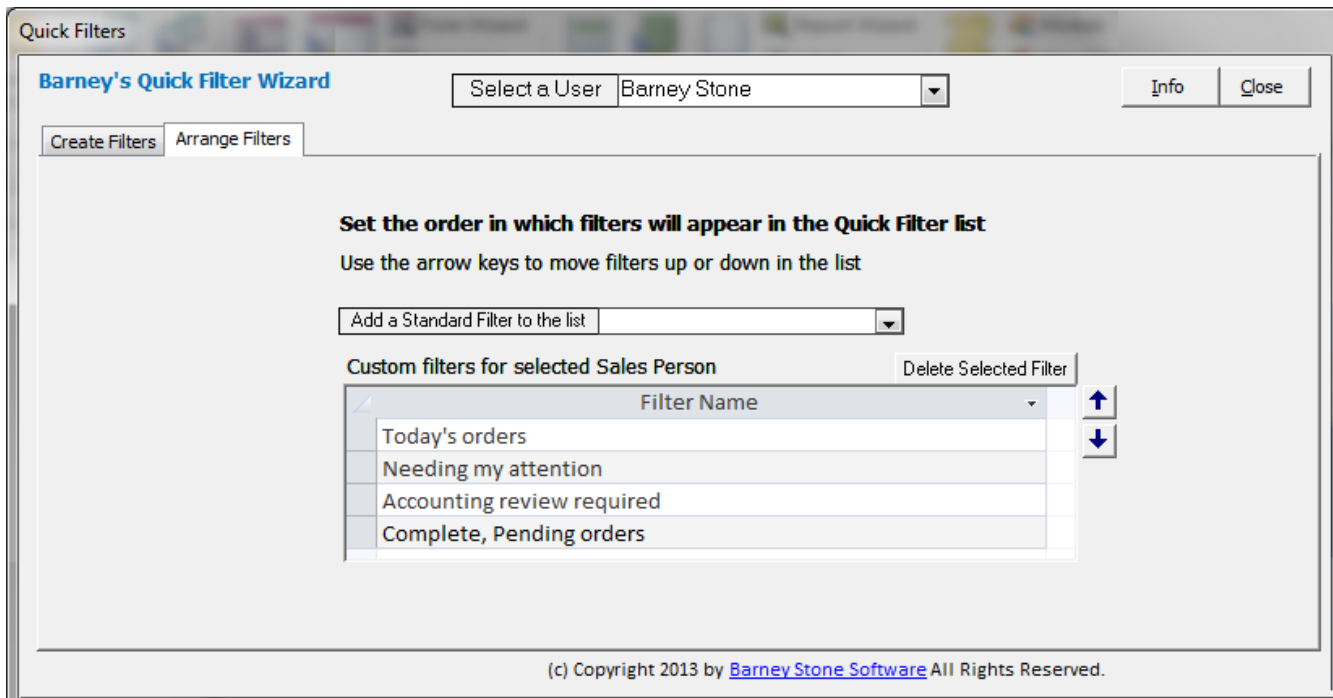 Quick Filters
Barney's Quick Filter Wizard
Select a User Barney Stone
Info Close
Create Filters Arrange Filters
Set the order in which filters will appear in the Quick Filter list
Use the arrow keys to move filters up or down in the list
Add a Standard Filter to the list
Custom filters for selected Sales Person Delete Selected Filter
Filter Name
Today's orders
Needing my attention
Accounting review required
Complete, Pending orders
(c) Copyright 2013 by Barney Stone Software All Rights Reserved.